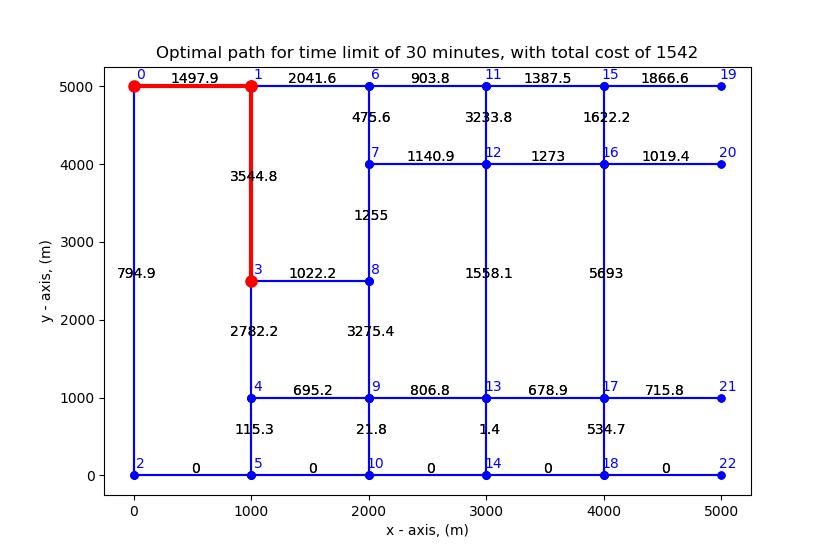 Optimal path for time limit of 30 minutes, with total cost of 1542
0 1 6 11 15 19
5000 1497.9 2041.6 903.8 1387.5 1866.6
475.6 3233.8 1622.2
7 12 16 20
4000 1140.9 1273 1019.4
3544.8
1255
3000
3 8
794.9 1022.2 1558.1 5693
2000
2782.2 3275.4
4 9 13 17 21
1000 695.2 806.8 678.9 715.8
115.3 21.8 1.4 534.7
2 5 10 14 18 22
0 0 0 0 0 0
0 1000 2000 3000 4000 5000
x - axis, (m)
y - axis, (m)